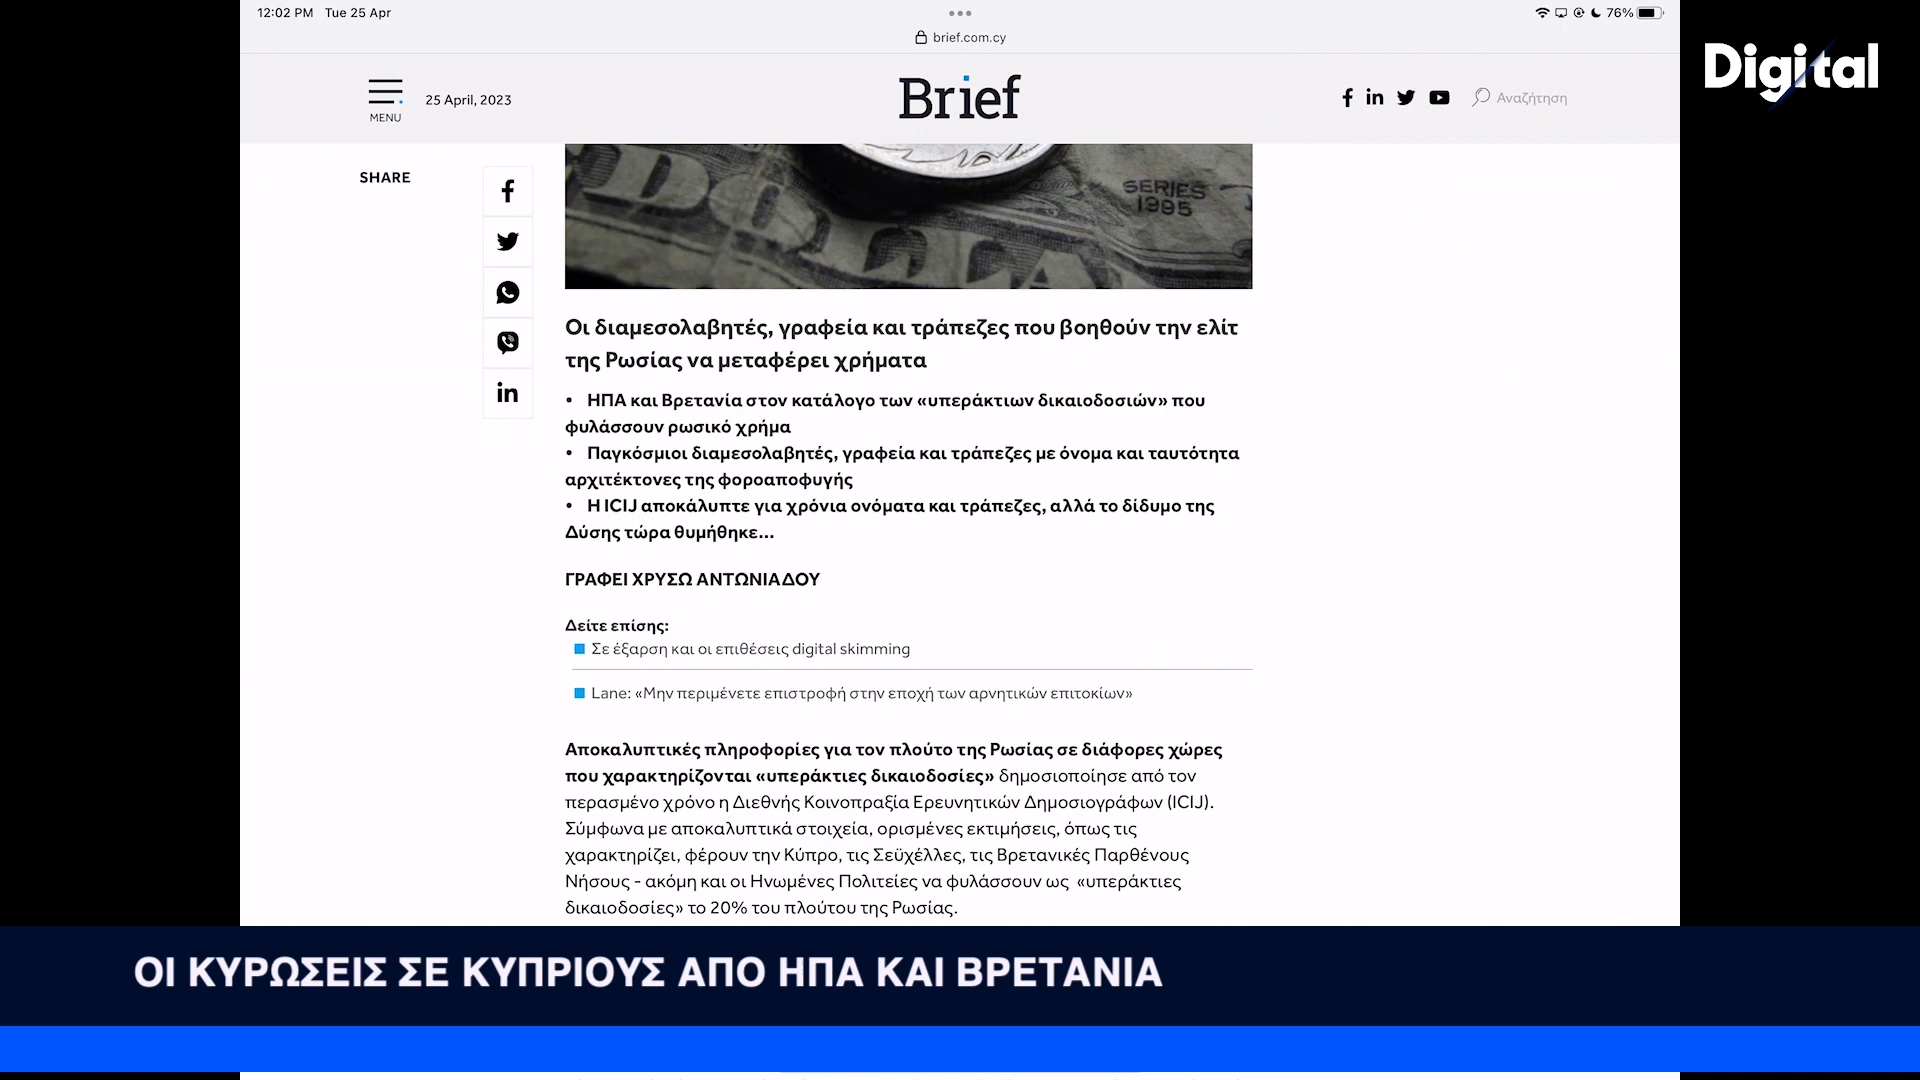 12:02 PM Tue 25 Apr
76%
brief.com.cy
Digital
MENU
25 April, 2023
Brief
Αναζήτηση
SHARE
SERIES
1995
Οι διαμεσολαβητές, γραφεία και τράπεζες που βοηθούν την ελίτ
της Ρωσίας να μεταφέρει χρήματα
• ΗΠΑ και Βρετανία στον κατάλογο των «υπεράκτιων δικαιοδοσιών» που
φυλάσσουν ρωσικό χρήμα
• Παγκόσμιοι διαμεσολαβητές, γραφεία και τράπεζες με όνομα και ταυτότητα
αρχιτέκτονες της φοροαποφυγής
• Η ICIJ αποκάλυπτε για χρόνια ονόματα και τράπεζες, αλλά το δίδυμο της
Δύσης τώρα θυμήθηκε...
ΓΡΑΦΕΙ ΧΡΥΣΩ ΑΝΤΩΝΙΑΔΟΥ
Δείτε επίσης:
Σε έξαρση και οι επιθέσεις digital skimming
Lane: «Μην περιμένετε επιστροφή στην εποχή των αρνητικών επιτοκίων»
Αποκαλυπτικές πληροφορίες για τον πλούτο της Ρωσίας σε διάφορες χώρες
που χαρακτηρίζονται «υπεράκτιες δικαιοδοσίες» δημοσιοποίησε από τον
περασμένο χρόνο η Διεθνής Κοινοπραξία Ερευνητικών Δημοσιογράφων (ICIJ).
Σύμφωνα με αποκαλυπτικά στοιχεία, ορισμένες εκτιμήσεις, όπως τις
χαρακτηρίζει, φέρουν την Κύπρο, τις Σεϋχέλλες, τις Βρετανικές Παρθένους
Νήσους - ακόμη και οι Ηνωμένες Πολιτείες να φυλάσσουν ως «υπεράκτιες
δικαιοδοσίες» το 20% του πλούτου της Ρωσίας.
ΟΙ ΚΥΡΩΣΕΙΣ ΣΕ ΚΥΠΡΙΟΥΣ ΑΠΟ ΗΠΑ ΚΑΙ ΒΡΕΤΑΝΙΑ